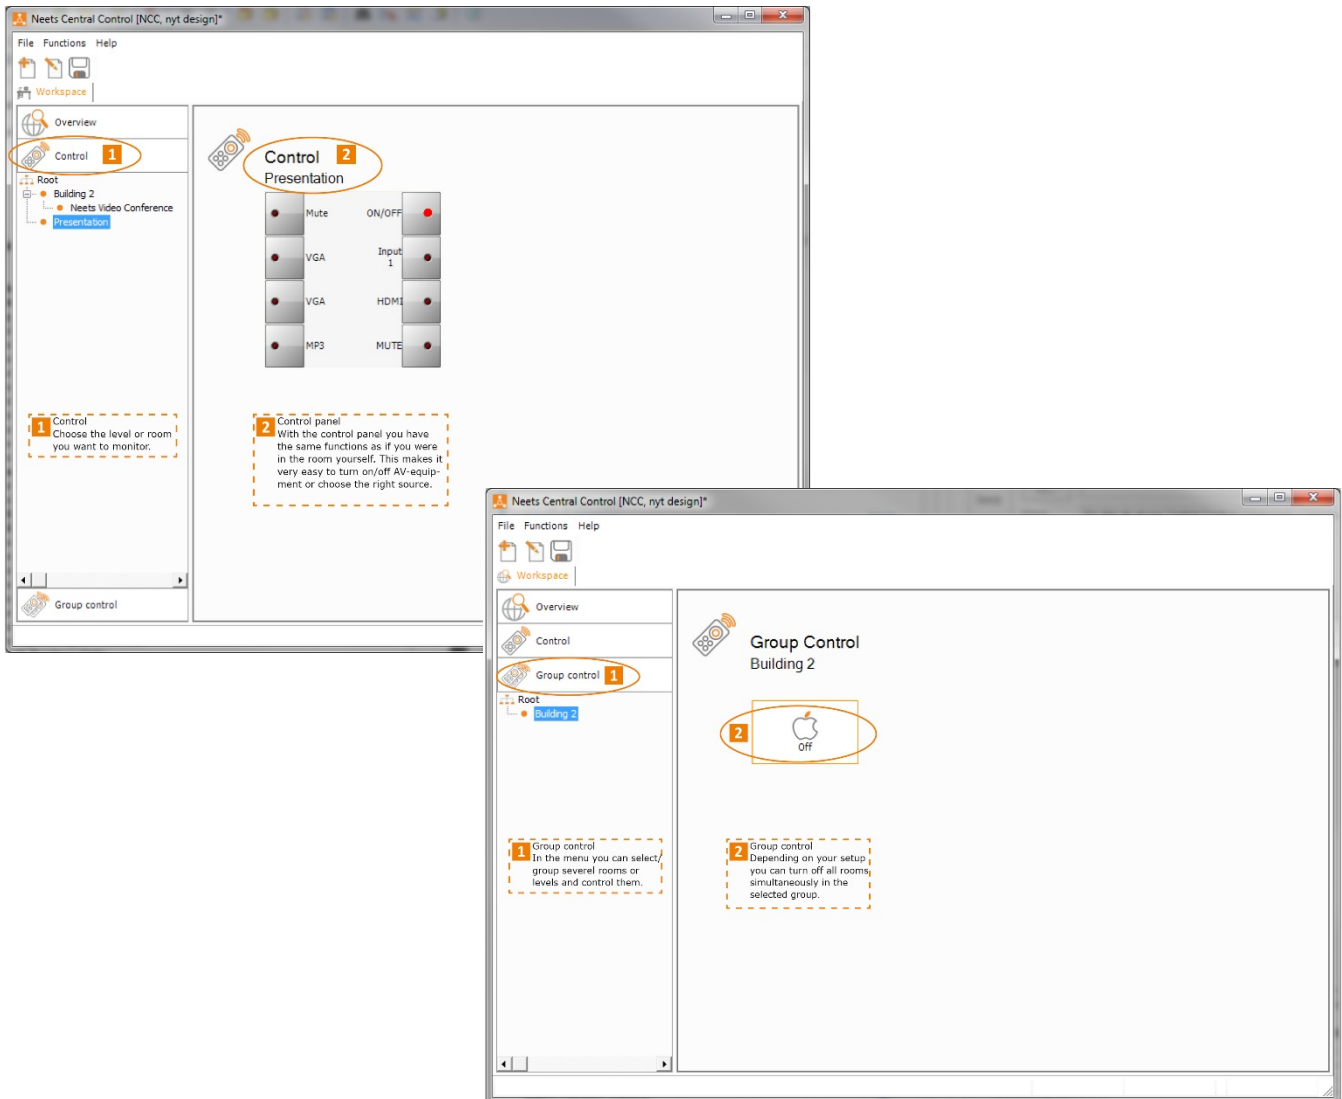 Neets Central Control [NCC, nyt design]*
File Functions Help
Workspace
Overview
Control 1
Root
Building 2
Neets Video Conference
Presentation
Control 2
Presentation
Mute ON/OFF
VGA Input
1
VGA HDMI
MP3 MUTE
1 Control
Choose the level or room
you want to monitor.
2 Control panel
With the control panel you have
the same functions as if you were
in the room yourself. This makes it
very easy to turn on/off AV-equip-
ment or choose the right source.
Group control
Neets Central Control [NCC, nyt design]*
File Functions Help
Workspace
Overview
Control
Group control 1
Root
Building 2
Group Control
Building 2
2
Off
1 Group control
In the menu you can select/
group severel rooms or
levels and control them.
2 Group control
Depending on your setup
you can turn off all rooms
simultaneously in the
selected group.